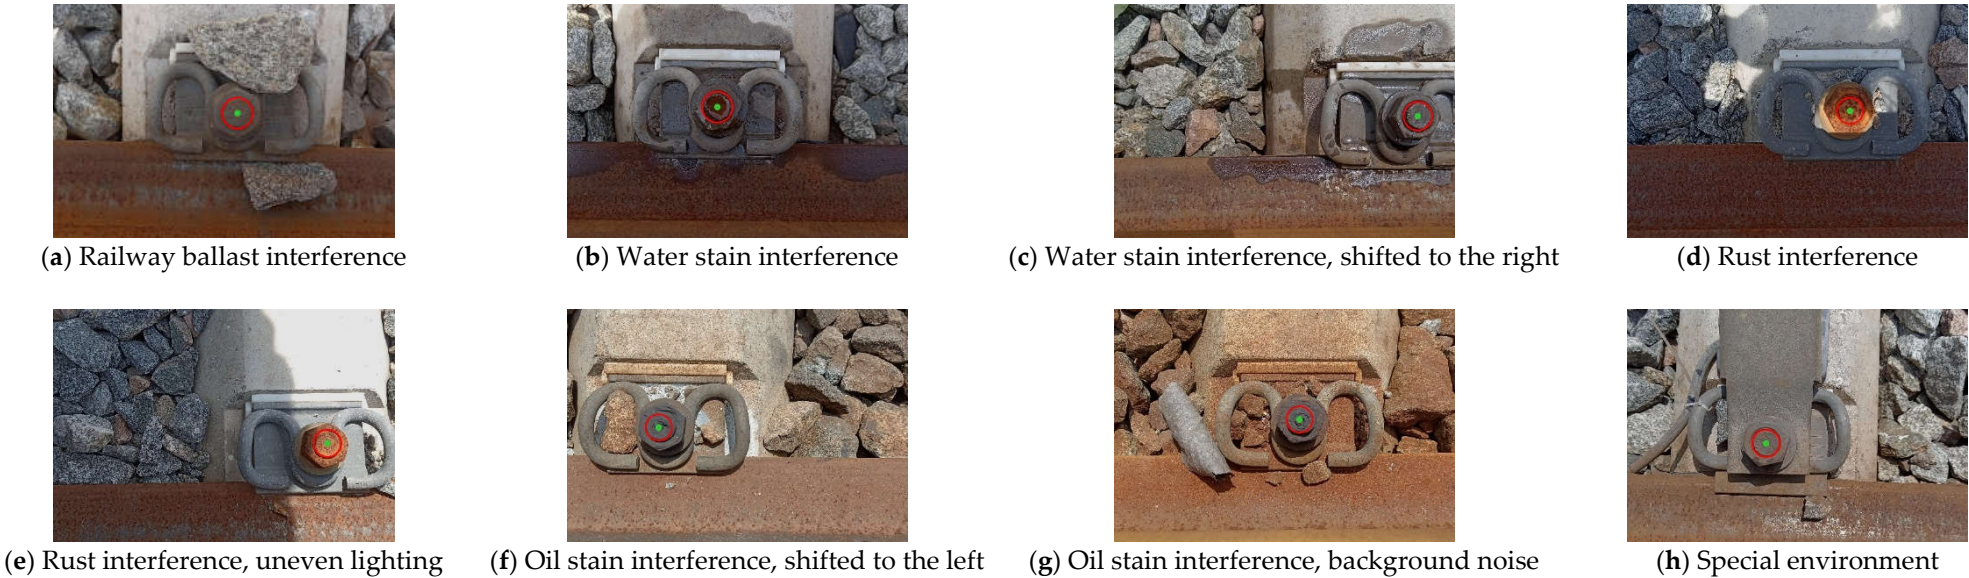 (a) Railway ballast interference
(b) Water stain interference
(c) Water stain interference, shifted to the right
(d) Rust interference
(e) Rust interference, uneven lighting
(f) Oil stain interference, shifted to the left
(g) Oil stain interference, background noise
(h) Special environment